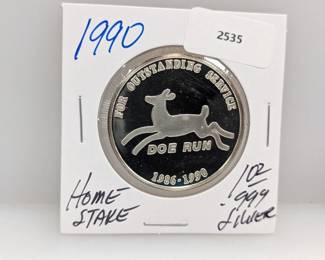 1990
2535
FOR OUTSTANDING SERVICE
DOE RUN
1986-1990
HOME STAKE
1OZ .999 SILVER